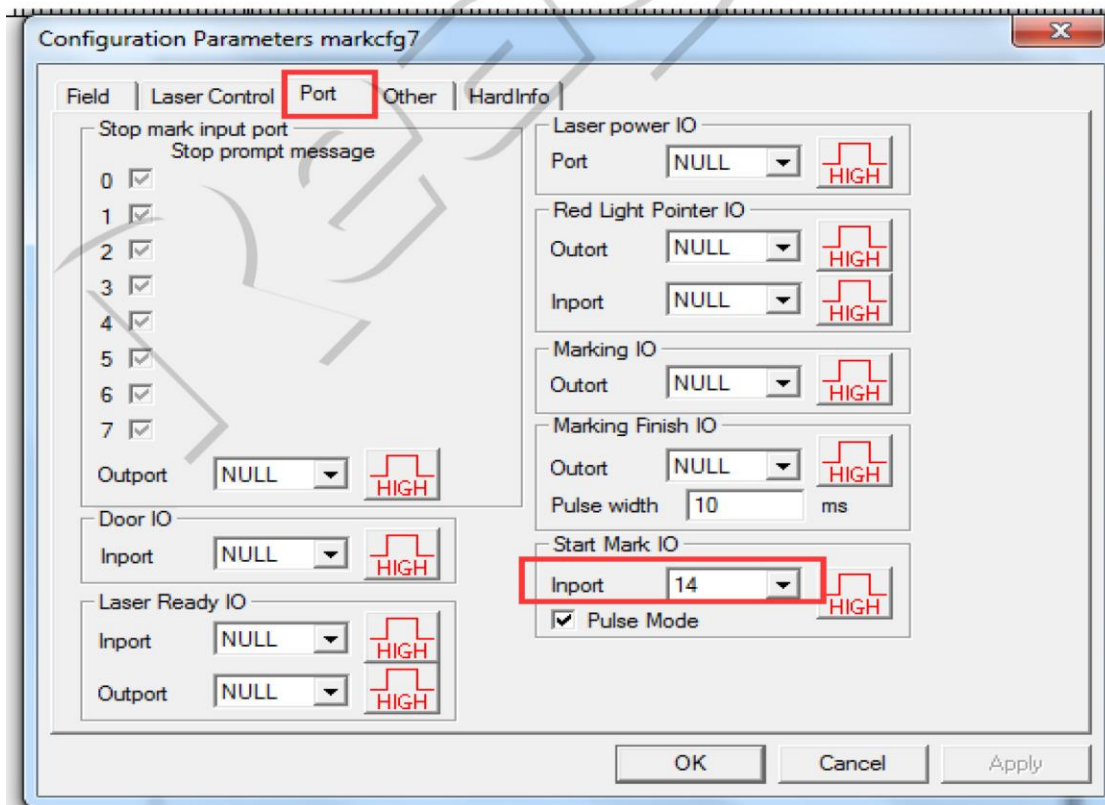 Configuration Parameters markcfg7
Field Laser Control Port Other HardInfo
Stop mark input port
Stop prompt message
0
1
2
3
4
5
6
7
Outport NULL HIGH
Door IO
Inport NULL HIGH
Laser Ready IO
Inport NULL HIGH
Outport NULL HIGH
Laser power IO
Port NULL HIGH
Red Light Pointer IO
Outort NULL HIGH
Inport NULL HIGH
Marking IO
Outort NULL HIGH
Marking Finish IO
Outort NULL HIGH
Pulse width 10 ms
Start Mark IO
Inport 14 HIGH
Pulse Mode
OK Cancel Apply